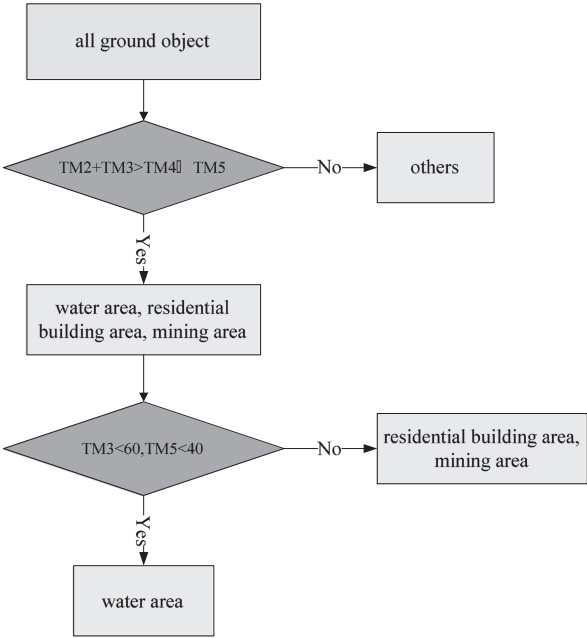 all ground object
TM2+TM3>TM4 TM5
No
others
Yes
water area, residential
building area, mining area
TM3<60,TM5<40
No
residential building area,
mining area
Yes
water area